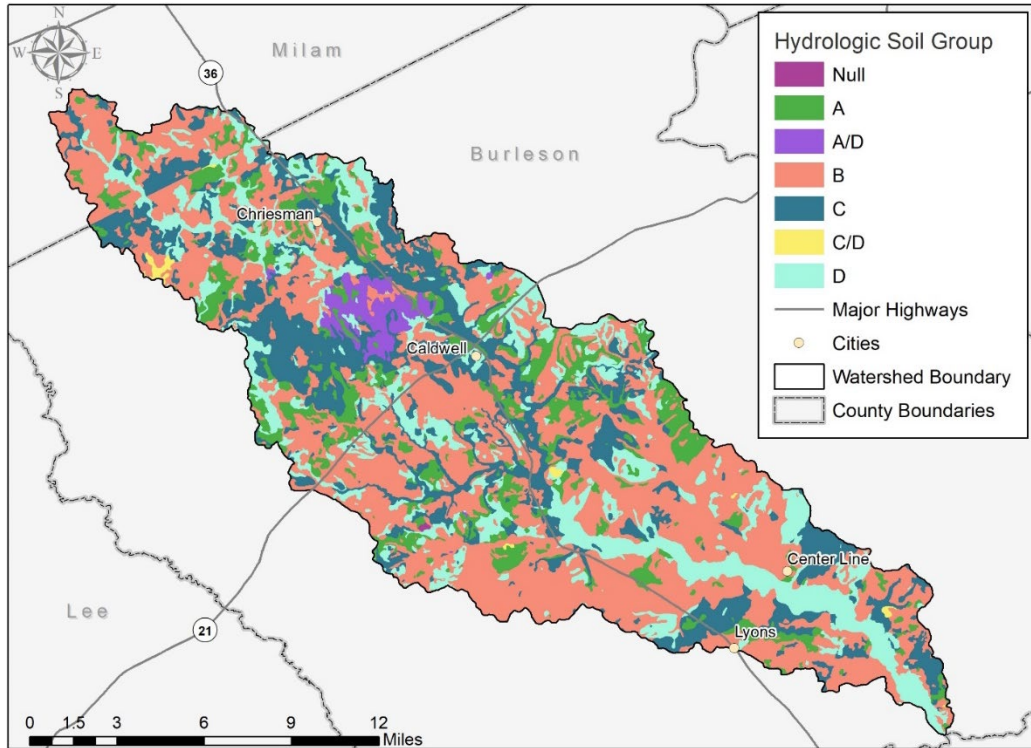 N
W E
S
Milam
36
Burleson
Chriesman
Caldwell
Center Line
Lyons
Lee
21
0 1.5 3 6 9 12
Miles
Hydrologic Soil Group
Null
A
A/D
B
C
C/D
D
Major Highways
Cities
Watershed Boundary
County Boundaries